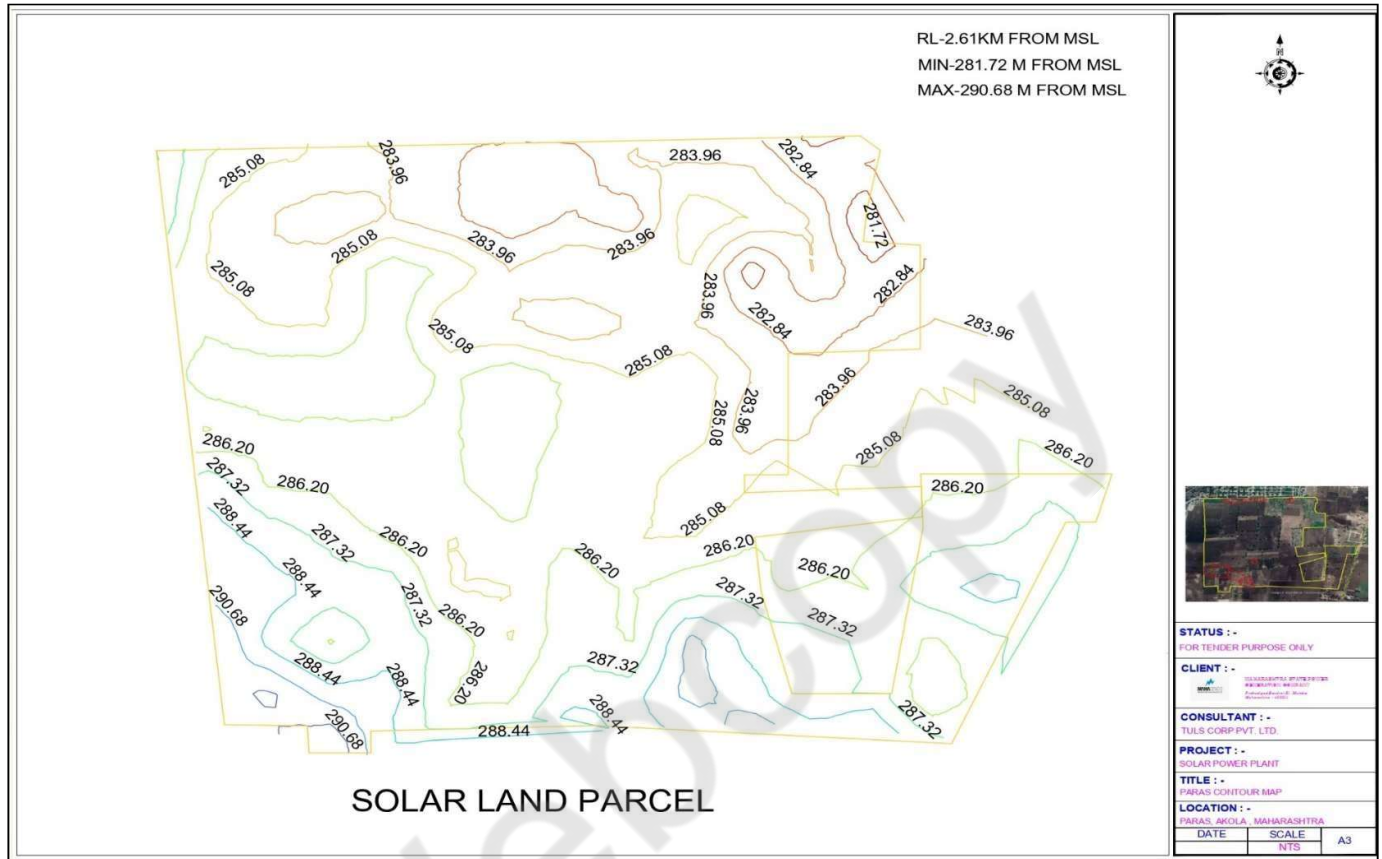 RL-2.61KM FROM MSL
MIN-281.72 M FROM MSL
MAX-290.68 M FROM MSL
N
285.08
283.96
283.96
282.84
281.72
285.08
283.96
283.96
285.08
283.96
282.84
282.84
283.96
285.08
285.08
283.96
285.08
283.96
285.08
285.08
286.20
286.20
287.32
286.20
286.20
288.44
285.08
287.32
286.20
286.20
286.20
286.20
288.44
287.32
287.32
290.68
286.20
287.32
288.44
288.44
286.20
287.32
288.44
287.32
290.68
288.44
SOLAR LAND PARCEL
ebcopy
STATUS : -
FOR TENDER PURPOSE ONLY
CLIENT : -
CONSULTANT : -
TULS CORP PVT. LTD.
PROJECT : -
SOLAR POWER PLANT
TITLE : -
PARAS CONTOUR MAP
LOCATION : -
PARAS, AKOLA , MAHARASHTRA
DATE
SCALE
A3
NTS